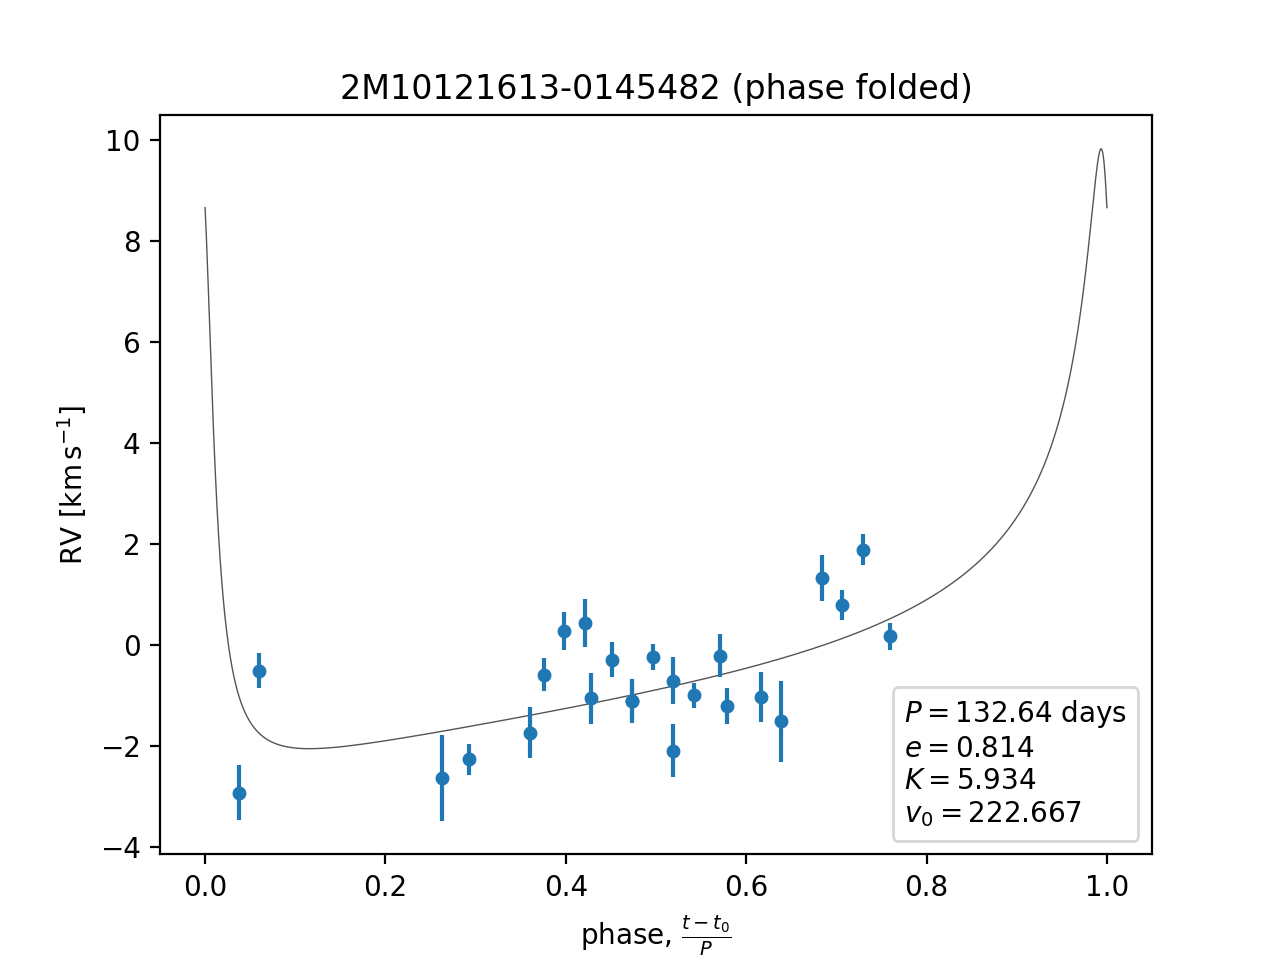 2M10121613-0145482 (phase folded)
10
8
6
4
2
0
−2
−4
RV [km s⁻¹]
P = 132.64 days
e = 0.814
K = 5.934
v₀ = 222.667
0.0 0.2 0.4 0.6 0.8 1.0
phase, (t − t₀)/P